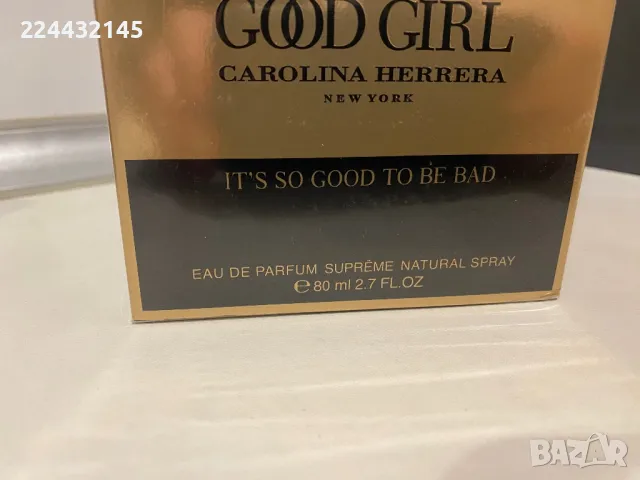 224432145
GOOD GIRL
CAROLINA HERRERA
NEW YORK
IT'S SO GOOD TO BE BAD
EAU DE PARFUM SUPRÊME NATURAL SPRAY
℮ 80 ml 2.7 FL.OZ
BAZAR